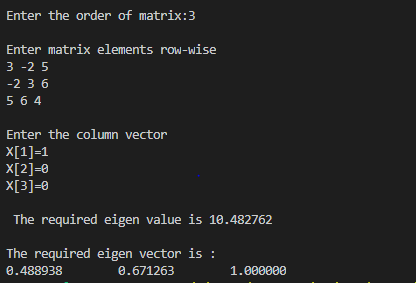 Enter the order of matrix:3
Enter matrix elements row-wise
3 -2 5
-2 3 6
5 6 4
Enter the column vector
X[1]=1
X[2]=0
X[3]=0
The required eigen value is 10.482762
The required eigen vector is :
0.488938 0.671263 1.000000